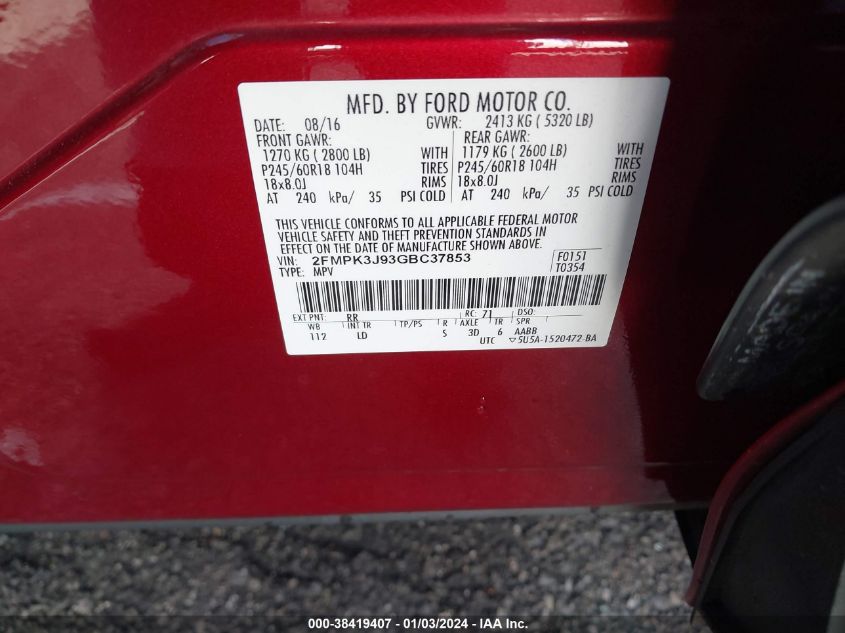 MFD. BY FORD MOTOR CO.
DATE: 08/16 GVWR: 2413 KG ( 5320 LB)
FRONT GAWR: REAR GAWR:
1270 KG ( 2800 LB) WITH 1179 KG ( 2600 LB) WITH
P245/60R18 104H TIRES P245/60R18 104H TIRES
18x8.0J RIMS 18x8.0J RIMS
AT 240 kPa/ 35 PSI COLD AT 240 kPa/ 35 PSI COLD
THIS VEHICLE CONFORMS TO ALL APPLICABLE FEDERAL MOTOR
VEHICLE SAFETY AND THEFT PREVENTION STANDARDS IN
EFFECT ON THE DATE OF MANUFACTURE SHOWN ABOVE.
VIN: 2FMPK3J93GBC37853 F0151
TYPE: MPV T0354
EXT PNT: RR RC: 71 DSO:
WB INT TR TP/PS R AXLE TR SPR
112 LD S 3D 6 AABB
UTC ▽5U5A-1520472-BA
000-38419407 - 01/03/2024 - IAA Inc.